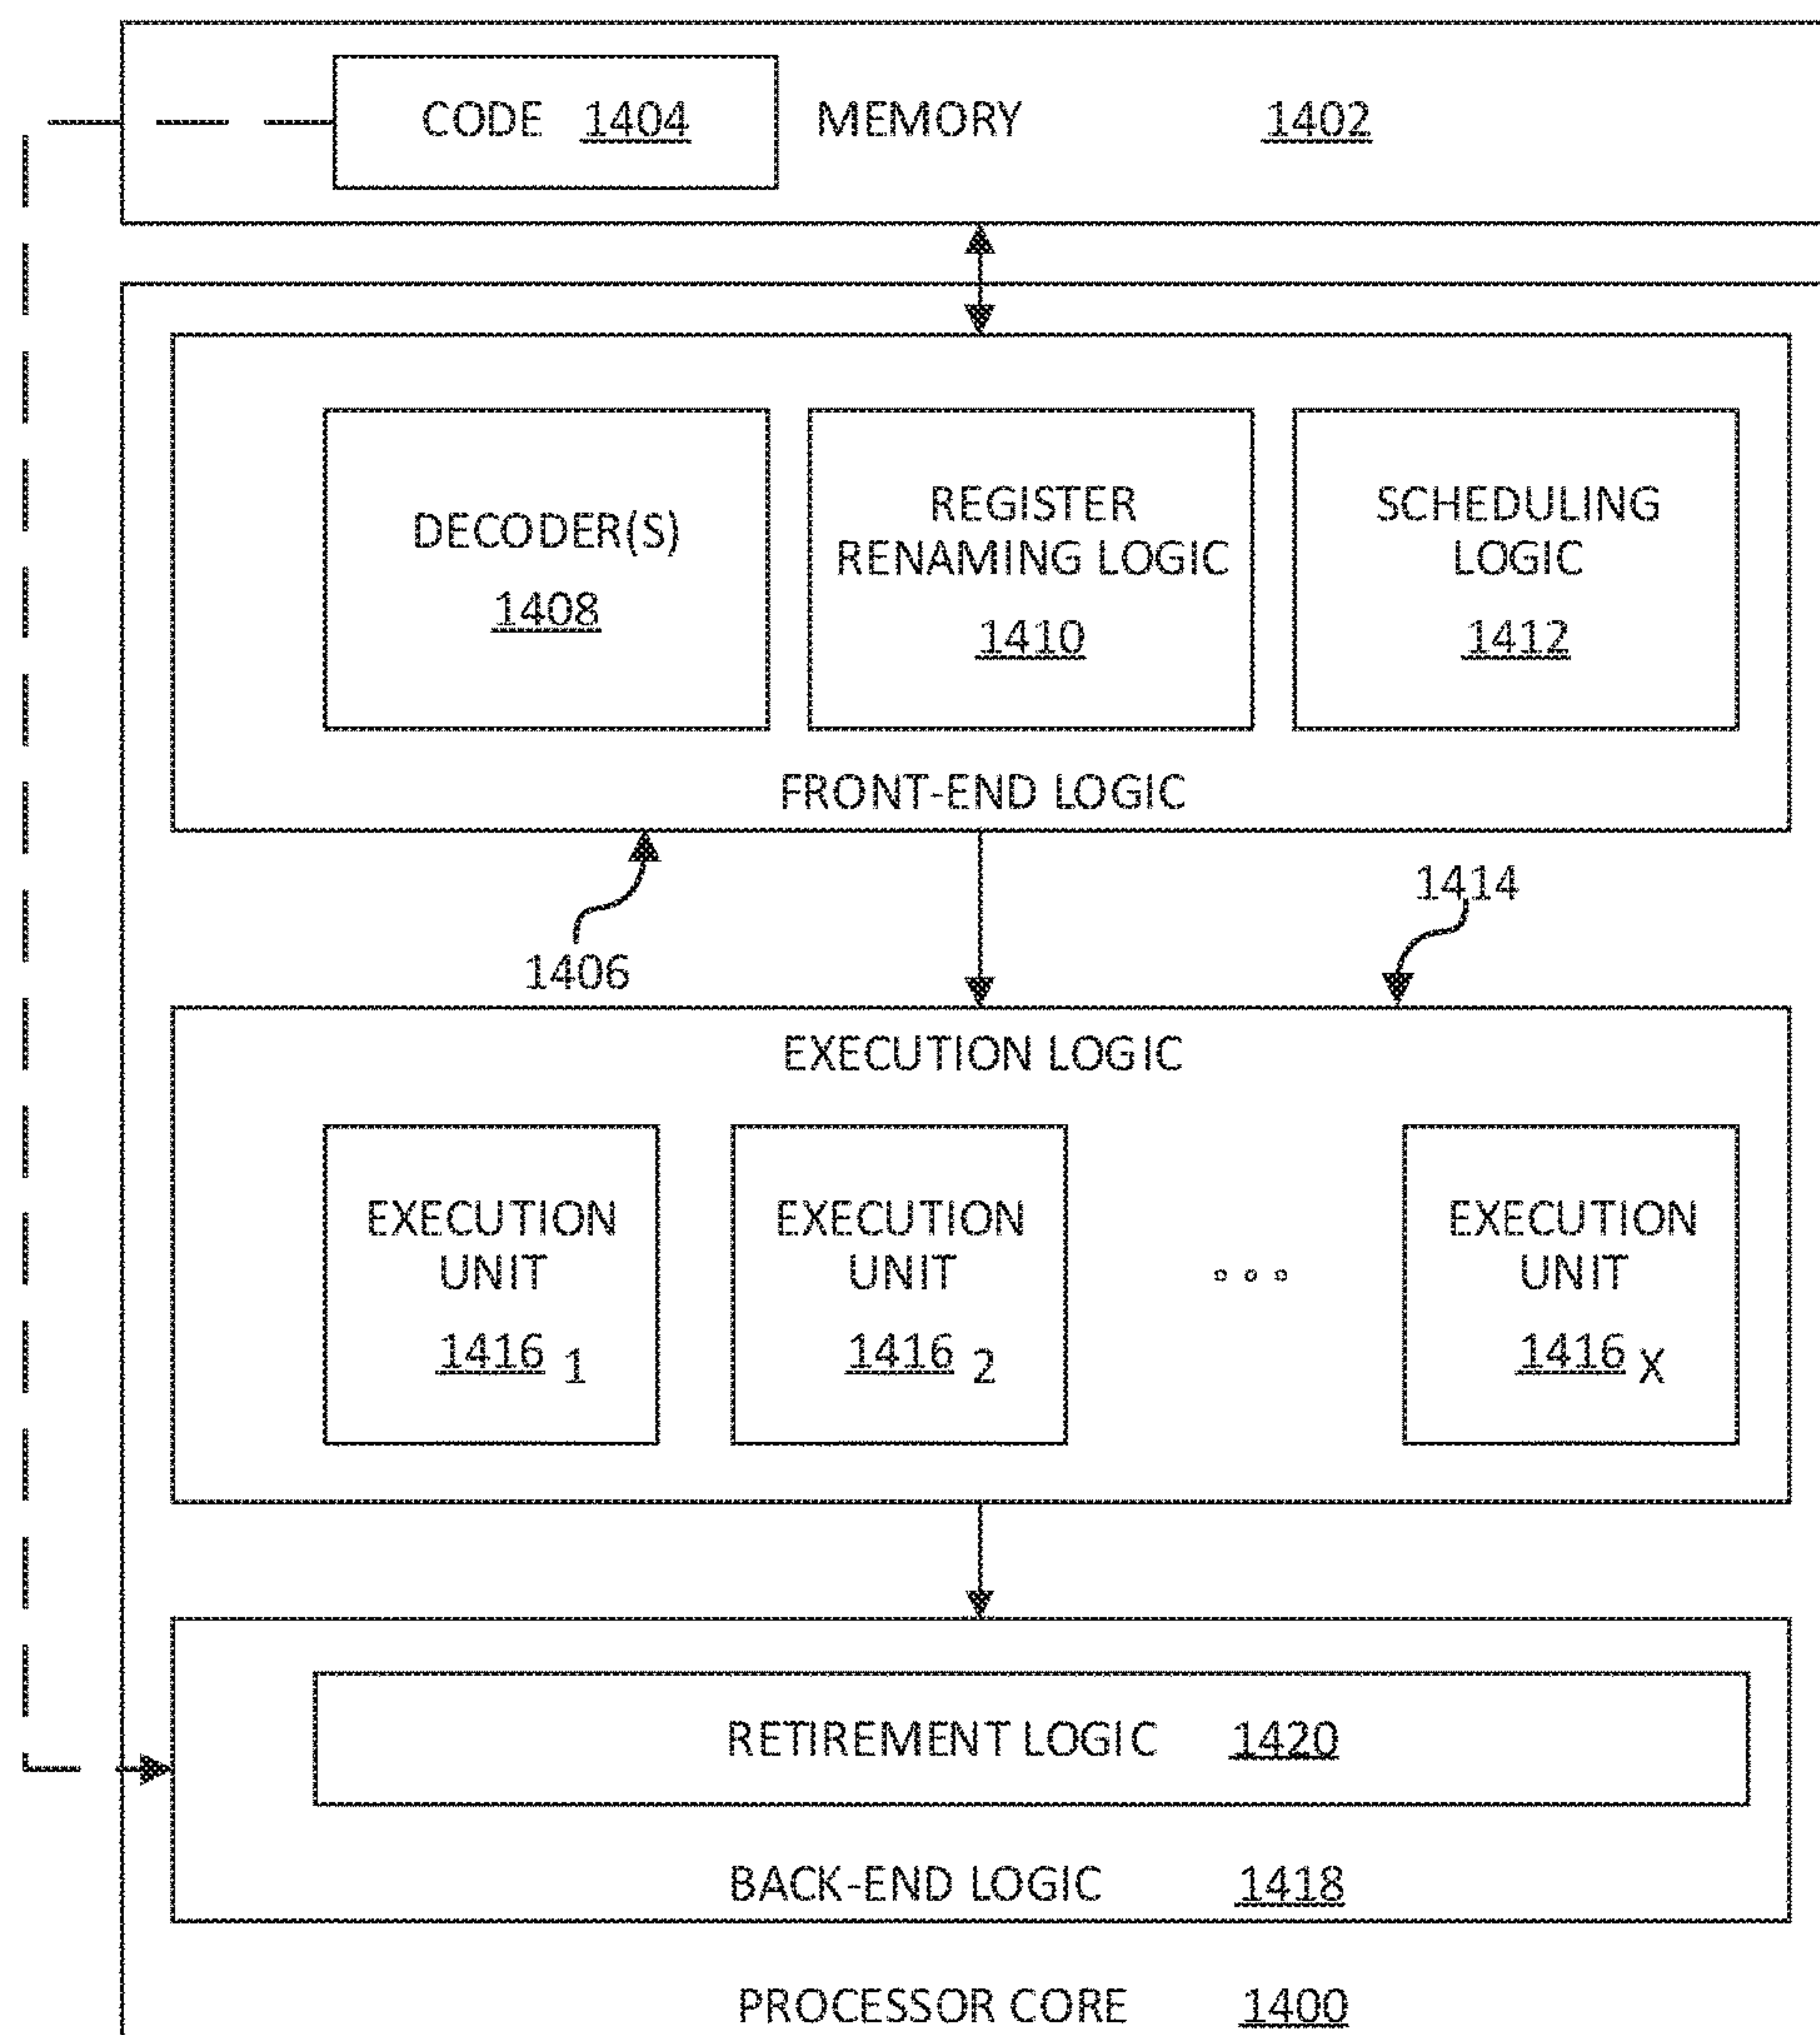 CODE 1404 MEMORY 1402
DECODER(S)
1408
REGISTER
RENAMING LOGIC
1410
SCHEDULING
LOGIC
1412
FRONT-END LOGIC
1406
1414
EXECUTION LOGIC
EXECUTION
UNIT
1416 1
EXECUTION
UNIT
1416 2
EXECUTION
UNIT
1416 X
RETIREMENT LOGIC 1420
BACK-END LOGIC 1418
PROCESSOR CORE 1400